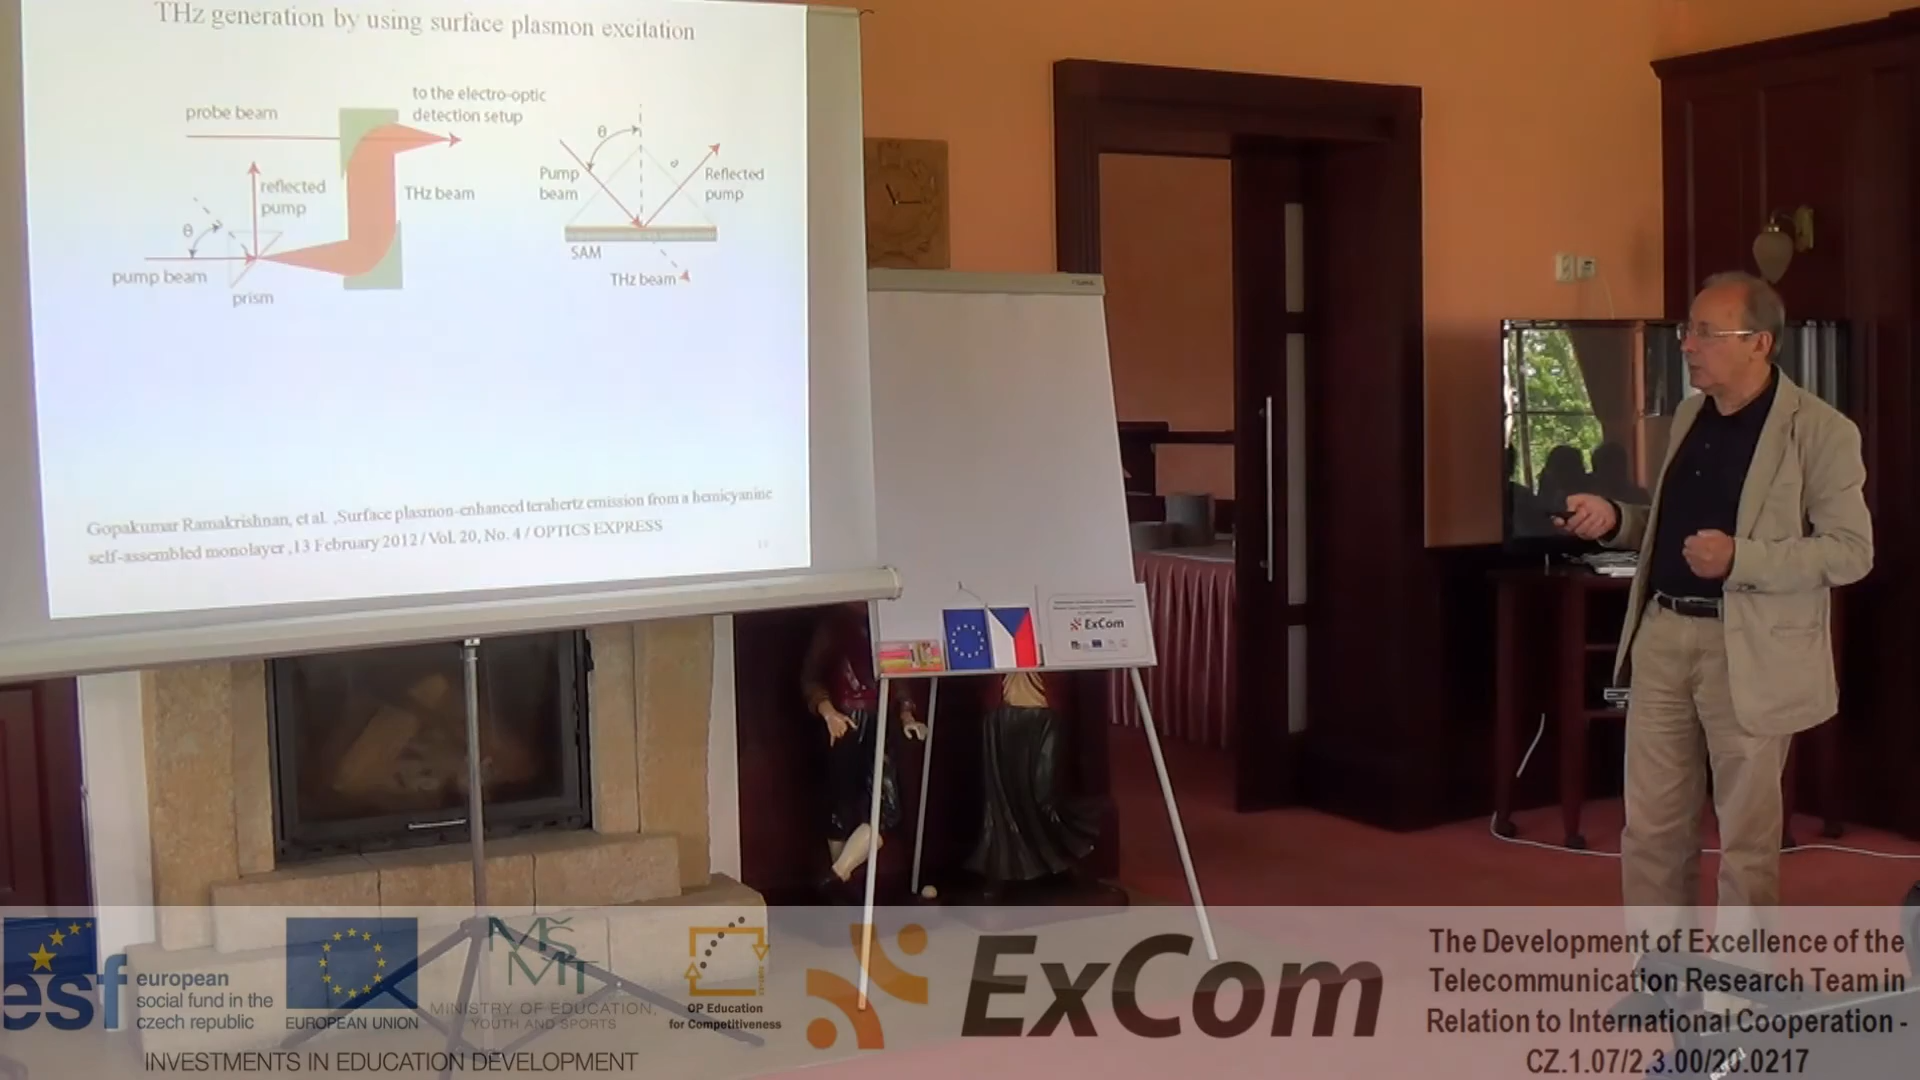 THz generation by using surface plasmon excitation
probe beam
to the electro-optic
detection setup
reflected
pump
THz beam
θ
pump beam
prism
θ
Pump
beam
Reflected
pump
SAM
THz beam
Gopakumar Ramakrishnan, et al. ,Surface plasmon-enhanced terahertz emission from a hemicyanine
self-assembled monolayer ,13 February 2012 / Vol. 20, No. 4 / OPTICS EXPRESS
ExCom
esf
european
social fund in the
czech republic
EUROPEAN UNION
MŠ
MT
MINISTRY OF EDUCATION,
YOUTH AND SPORTS
OP Education
for Competitiveness
INVESTMENTS IN EDUCATION DEVELOPMENT
ExCom
The Development of Excellence of the
Telecommunication Research Team in
Relation to International Cooperation -
CZ.1.07/2.3.00/20.0217